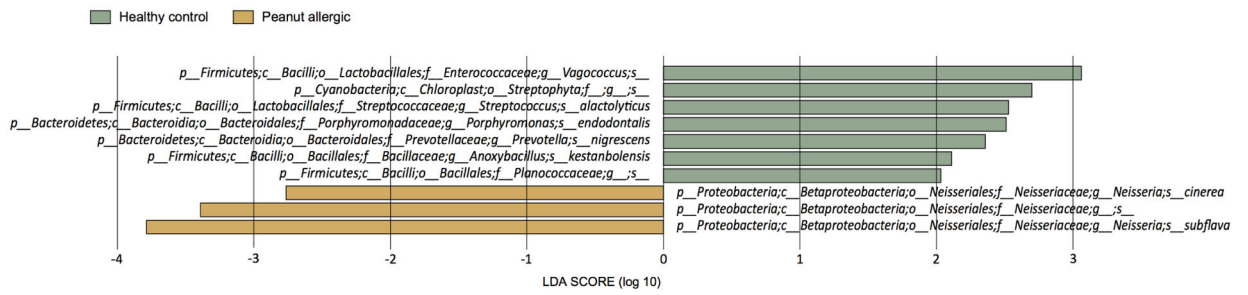 Healthy control Peanut allergic
p__Firmicutes;c__Bacilli;o__Lactobacillales;f__Enterococcaceae;g__Vagococcus;s__
p__Cyanobacteria;c__Chloroplast;o__Streptophyta;f__;g__;s__
p__Firmicutes;c__Bacilli;o__Lactobacillales;f__Streptococcaceae;g__Streptococcus;s__alactolyticus
p__Bacteroidetes;c__Bacteroidia;o__Bacteroidales;f__Porphyromonadaceae;g__Porphyromonas;s__endodontalis
p__Bacteroidetes;c__Bacteroidia;o__Bacteroidales;f__Prevotellaceae;g__Prevotella;s__nigrescens
p__Firmicutes;c__Bacilli;o__Bacillales;f__Bacillaceae;g__Anoxybacillus;s__kestanbolensis
p__Firmicutes;c__Bacilli;o__Bacillales;f__Planococcaceae;g__;s__
p__Proteobacteria;c__Betaproteobacteria;o__Neisseriales;f__Neisseriaceae;g__Neisseria;s__cinerea
p__Proteobacteria;c__Betaproteobacteria;o__Neisseriales;f__Neisseriaceae;g__;s__
p__Proteobacteria;c__Betaproteobacteria;o__Neisseriales;f__Neisseriaceae;g__Neisseria;s__subflava
-4 -3 -2 -1 0 1 2 3
LDA SCORE (log 10)